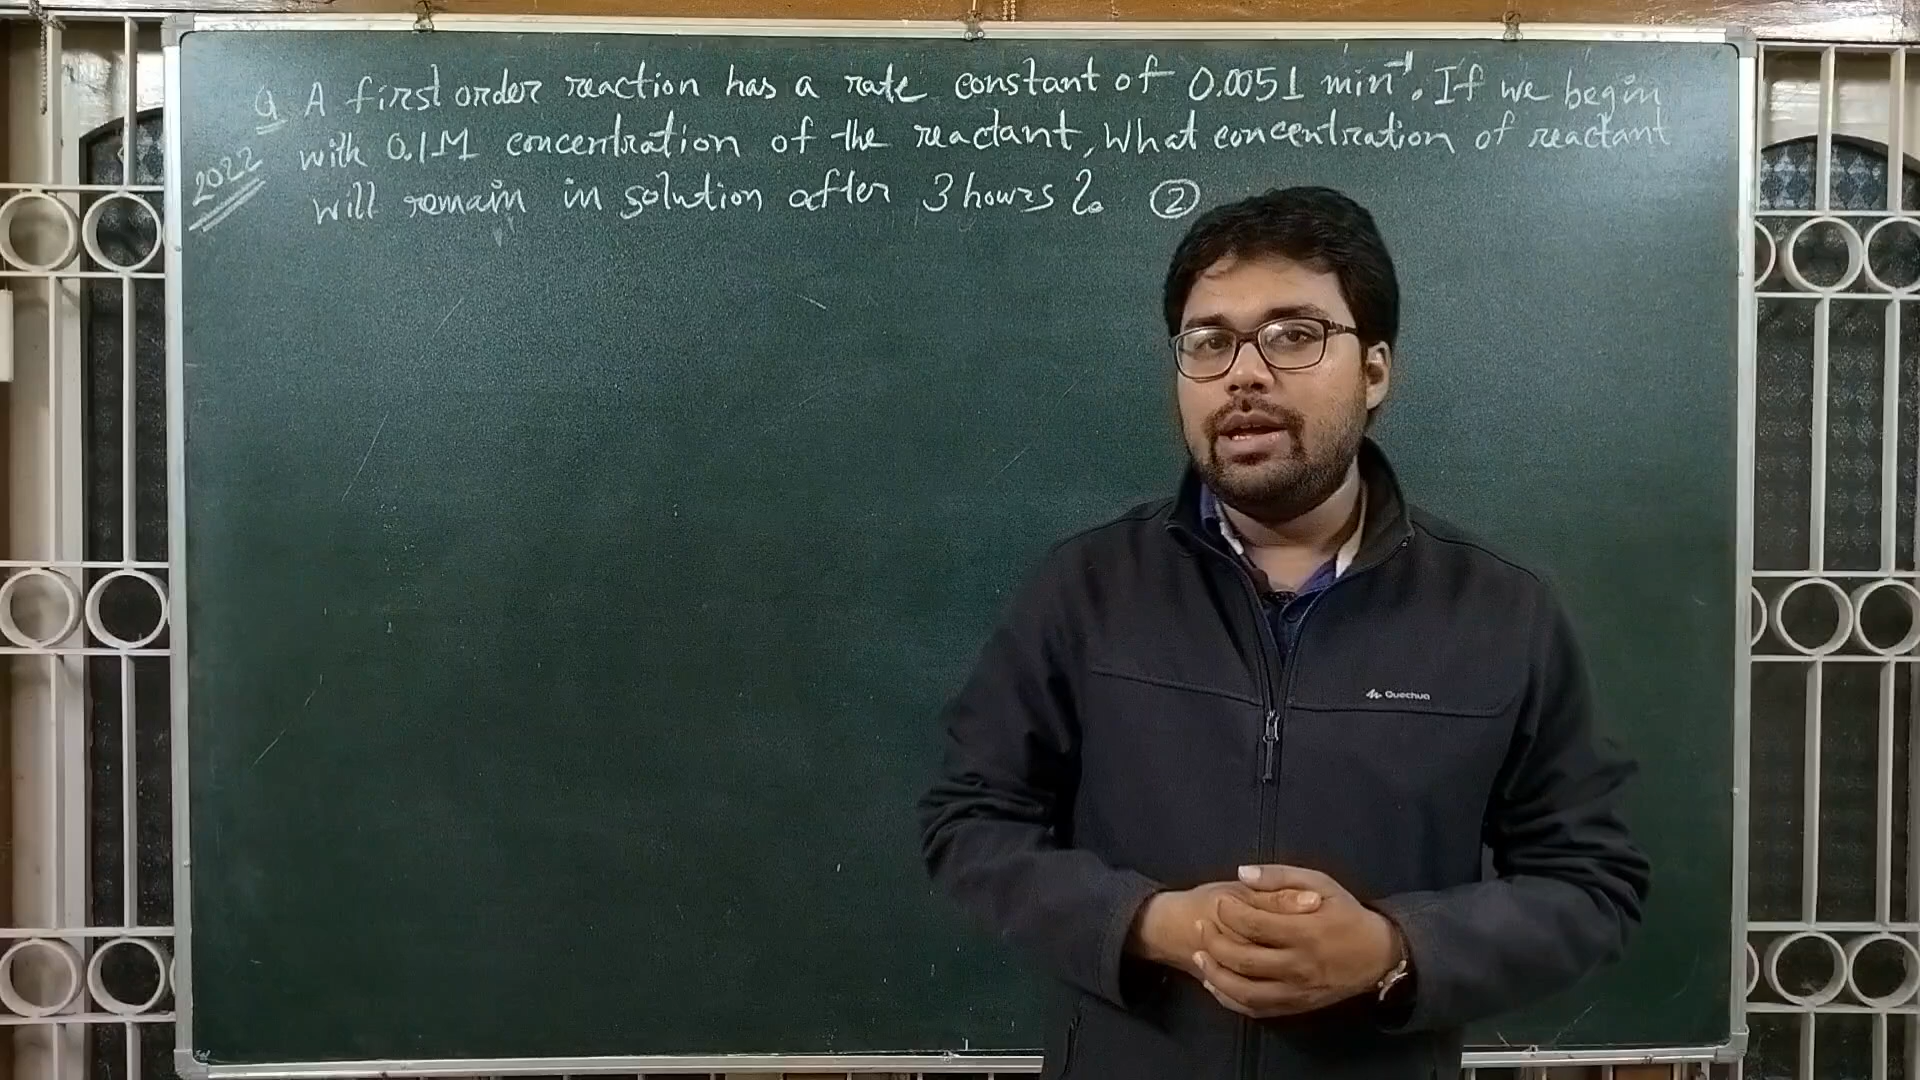 Q A first order reaction has a rate constant of 0.0051 min⁻¹. If we begin
with 0.1M concentration of the reactant, What concentration of reactant
2022
will remain in solution after 3 hours ? ②
Quechua